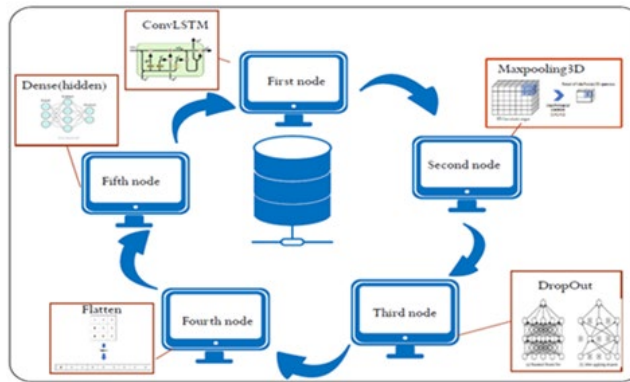 ConvLSTM
First node
Maxpooling3D
Second node
DropOut
Third node
Flatten
Fourth node
Dense(hidden)
Fifth node